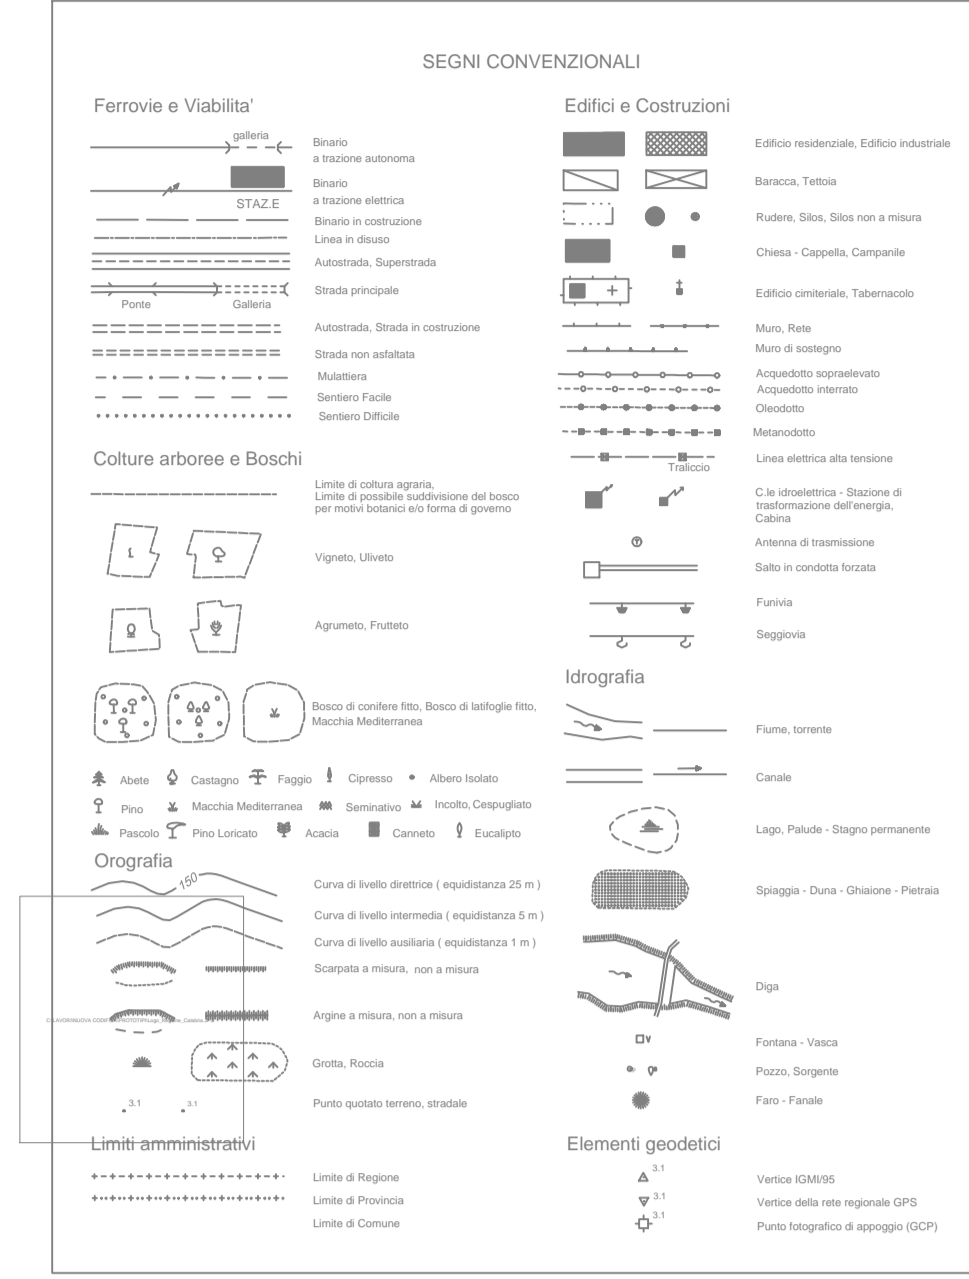 SEGNI CONVENZIONALI
Ferrovie e Viabilita'
galleria
Binario
a trazione autonoma
Binario
a trazione elettrica
STAZ.E
Binario in costruzione
Linea in disuso
Autostrada, Superstrada
Strada principale
Ponte
Galleria
Autostrada, Strada in costruzione
Strada non asfaltata
Mulattiera
Sentiero Facile
Sentiero Difficile
Colture arboree e Boschi
Limite di coltura agraria,
Limite di possibile suddivisione del bosco
per motivi botanici e/o forma di governo
Vigneto, Uliveto
Agrumeto, Frutteto
Bosco di conifere fitto, Bosco di latifoglie fitto,
Macchia Mediterranea
Abete Castagno Faggio Cipresso Albero Isolato
Pino Macchia Mediterranea Seminativo Incolto, Cespugliato
Pascolo Pino Loricato Acacia Canneto Eucalipto
Orografia
150
Curva di livello direttrice ( equidistanza 25 m )
Curva di livello intermedia ( equidistanza 5 m )
Curva di livello ausiliaria ( equidistanza 1 m )
Scarpata a misura, non a misura
Argine a misura, non a misura
Grotta, Roccia
3.1 3.1
Punto quotato terreno, stradale
Limiti amministrativi
Limite di Regione
Limite di Provincia
Limite di Comune
Edifici e Costruzioni
Edificio residenziale, Edificio industriale
Baracca, Tettoia
Rudere, Silos, Silos non a misura
Chiesa - Cappella, Campanile
Edificio cimiteriale, Tabernacolo
Muro, Rete
Muro di sostegno
Acquedotto sopraelevato
Acquedotto interrato
Oleodotto
Metanodotto
Linea elettrica alta tensione
Traliccio
C.le idroelettrica - Stazione di
trasformazione dell'energia,
Cabina
Antenna di trasmissione
Salto in condotta forzata
Funivia
Seggiovia
Idrografia
Fiume, torrente
Canale
Lago, Palude - Stagno permanente
Spiaggia - Duna - Ghiaione - Pietraia
Diga
Fontana - Vasca
Pozzo, Sorgente
Faro - Fanale
Elementi geodetici
3.1
Vertice IGMI/95
3.1
Vertice della rete regionale GPS
3.1
Punto fotografico di appoggio (GCP)